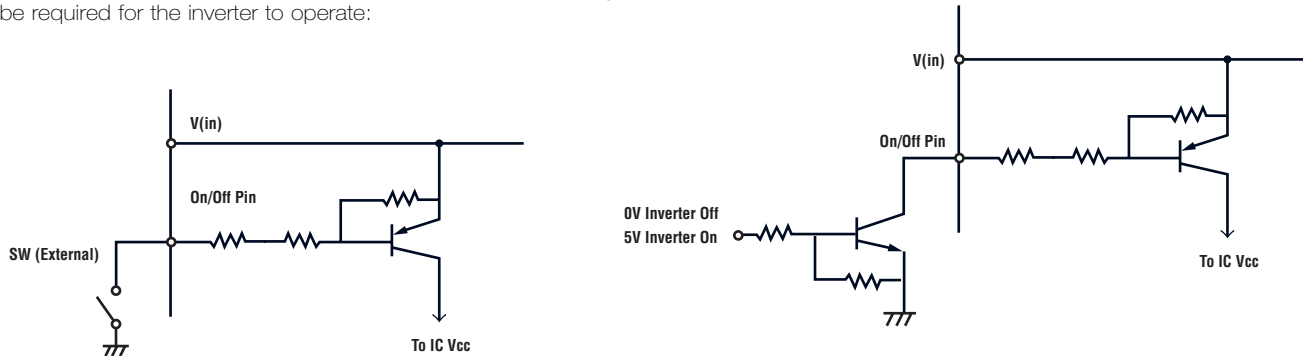 be required for the inverter to operate:
V(in)
On/Off Pin
SW (External)
To IC Vcc
V(in)
On/Off Pin
0V Inverter Off
5V Inverter On
To IC Vcc